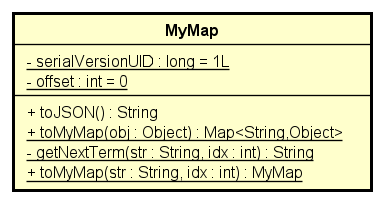 MyMap
- serialVersionUID : long = 1L
- offset : int = 0
+ toJSON() : String
+ toMyMap(obj : Object) : Map<String,Object>
- getNextTerm(str : String, idx : int) : String
+ toMyMap(str : String, idx : int) : MyMap